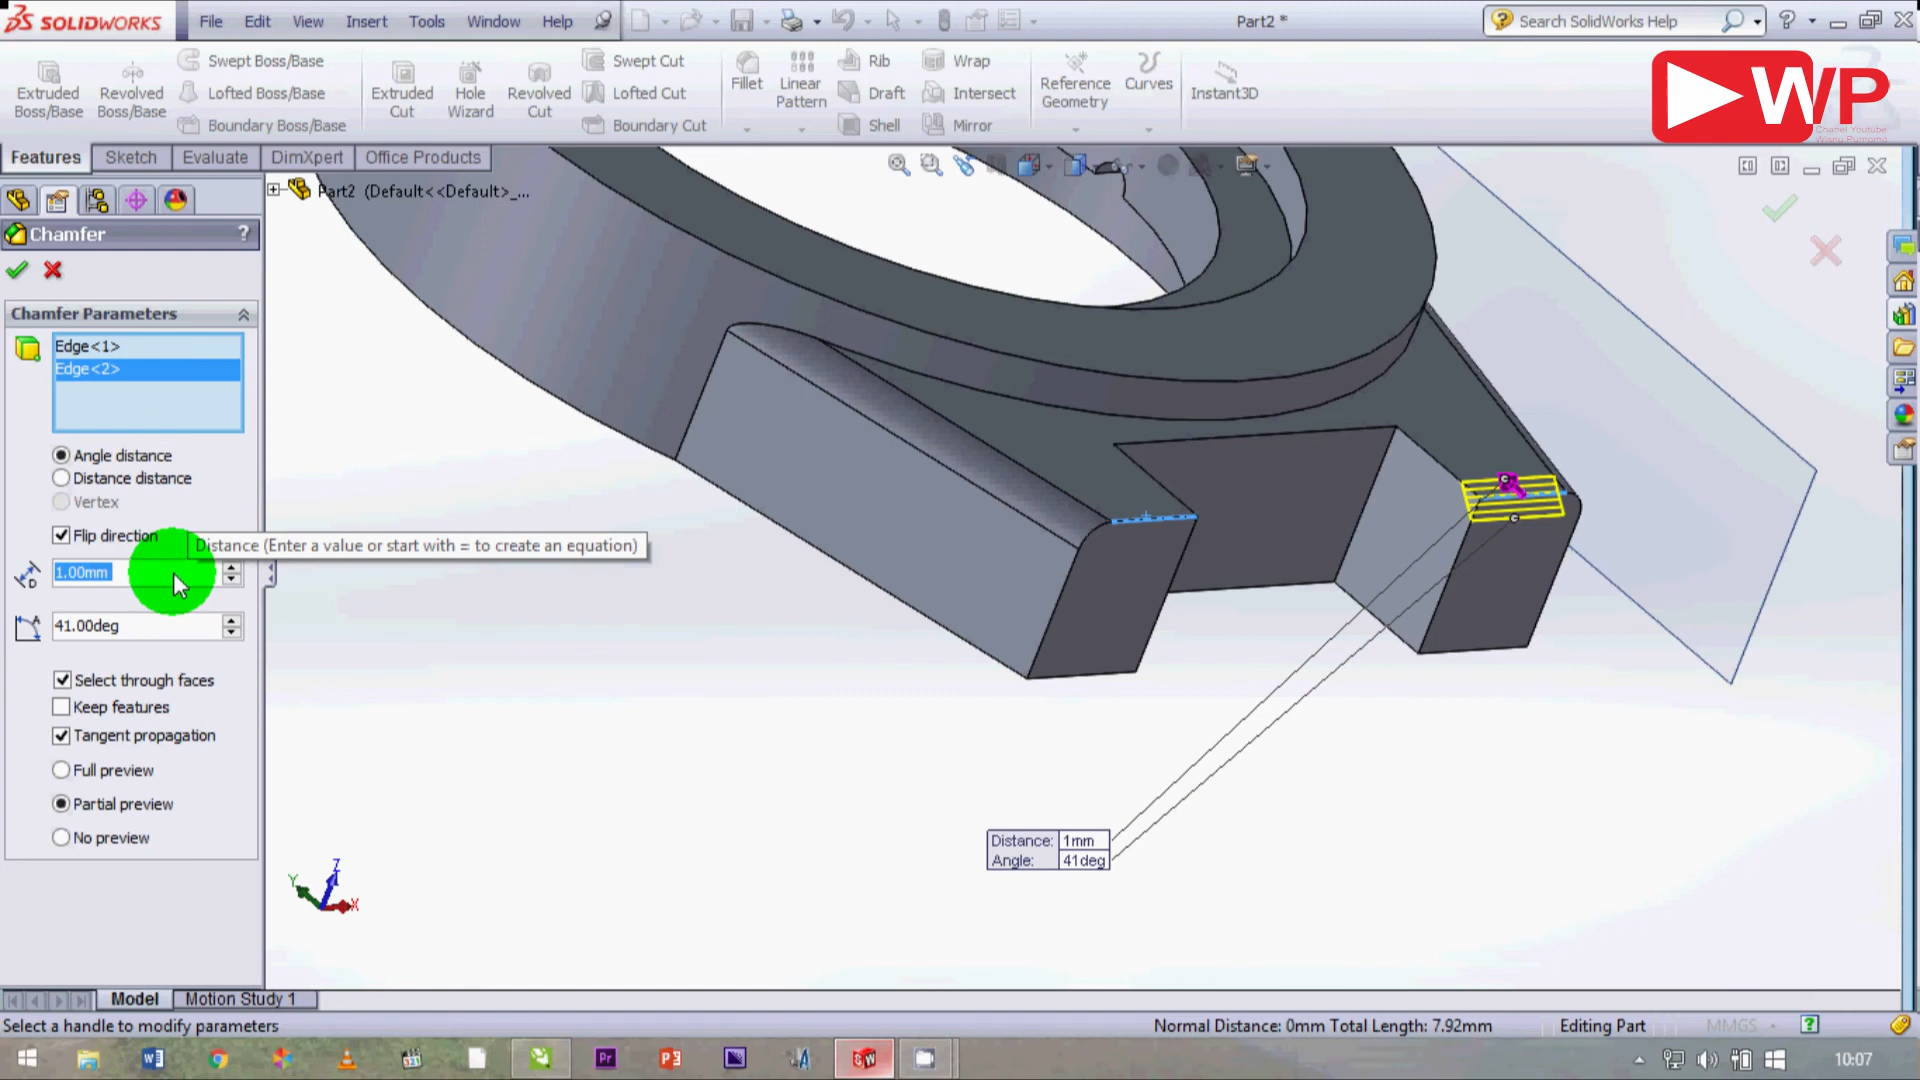 SOLIDWORKS File Edit View Insert Tools Window Help Part2 * Search SolidWorks Help
Extruded Boss/Base
Revolved Boss/Base
Swept Boss/Base
Lofted Boss/Base
Boundary Boss/Base
Extruded Cut
Hole Wizard
Revolved Cut
Swept Cut
Lofted Cut
Boundary Cut
Fillet
Linear Pattern
Rib
Draft
Shell
Wrap
Intersect
Mirror
Reference Geometry
Curves
Instant3D
WP
Chanel Youtube
Wisnu Purnomo
Features Sketch Evaluate DimXpert Office Products
Part2 (Default<<Default>_...
Chamfer ?
Chamfer Parameters
Edge<1>
Edge<2>
Angle distance
Distance distance
Vertex
Flip direction
Distance (Enter a value or start with = to create an equation)
1.00mm
41.00deg
Select through faces
Keep features
Tangent propagation
Full preview
Partial preview
No preview
Distance: 1mm
Angle: 41deg
Z
Y
X
Model Motion Study 1
Select a handle to modify parameters Normal Distance: 0mm Total Length: 7.92mm Editing Part MMGS
10:07